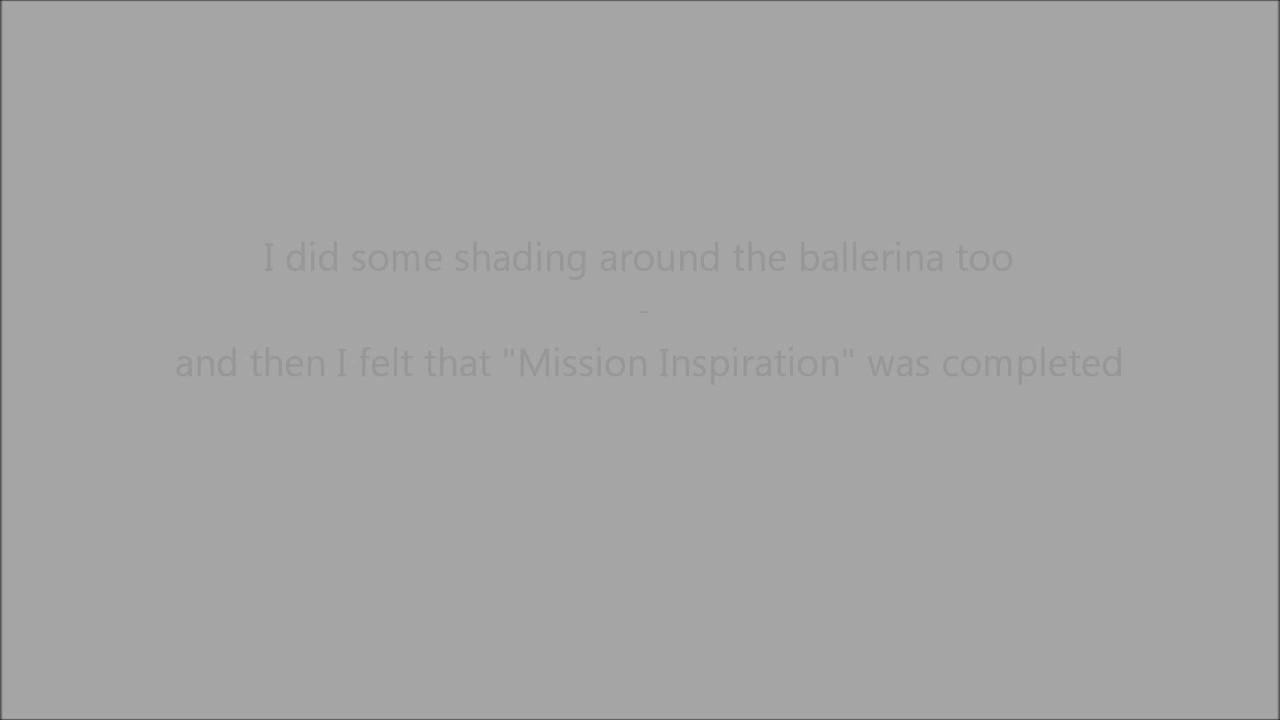 I did some shading around the ballerina too
-
and then I felt that "Mission Inspiration" was completed